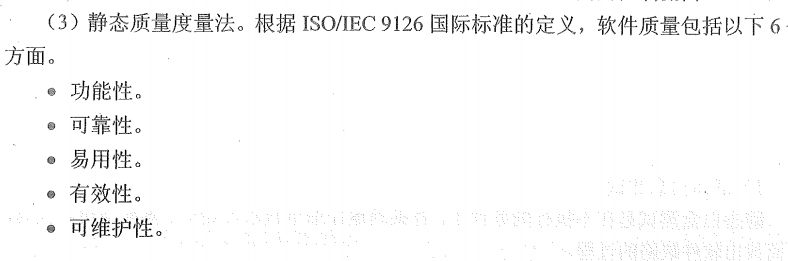 （3）静态质量度量法。根据 ISO/IEC 9126 国际标准的定义，软件质量包括以下 6
方面。
● 功能性。
● 可靠性。
● 易用性。
● 有效性。
● 可维护性。